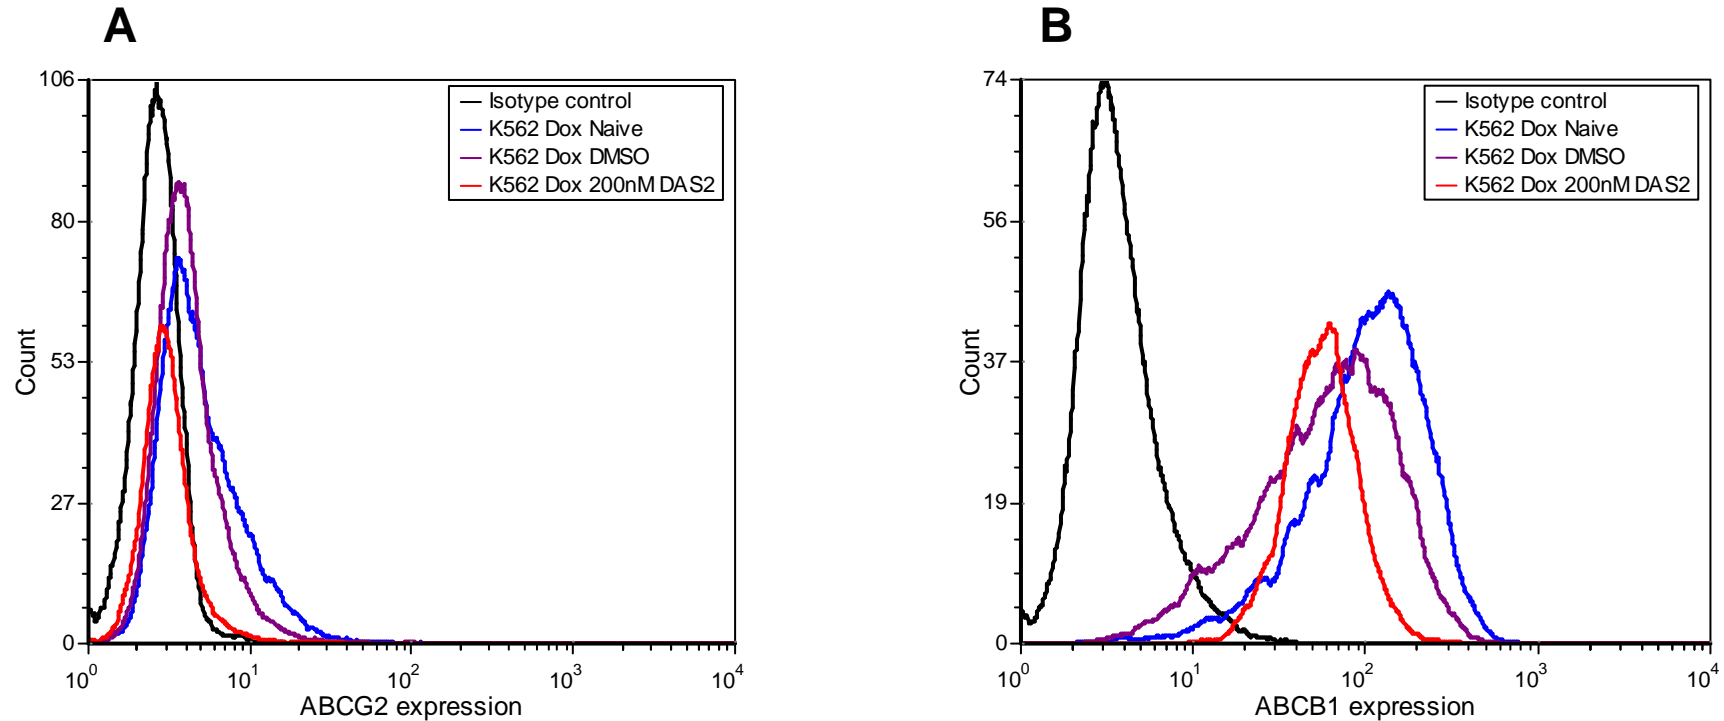 A
106
80
53
27
0
Count
10^0
10^1
10^2
10^3
10^4
ABCG2 expression
Isotype control
K562 Dox Naive
K562 Dox DMSO
K562 Dox 200nM DAS2
B
74
56
37
19
0
Count
10^0
10^1
10^2
10^3
10^4
ABCB1 expression
Isotype control
K562 Dox Naive
K562 Dox DMSO
K562 Dox 200nM DAS2